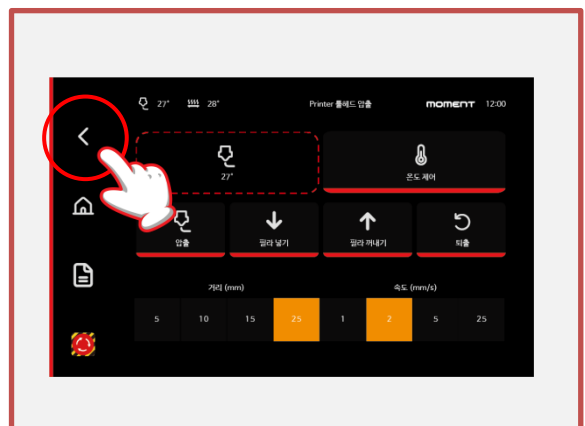 27° 28° Printer 툴헤드 압출 moment 12:00
27°
온도 제어
압출 필라 넣기 필라 꺼내기 퇴출
거리 (mm) 속도 (mm/s)
5 10 15 25 1 2 5 25